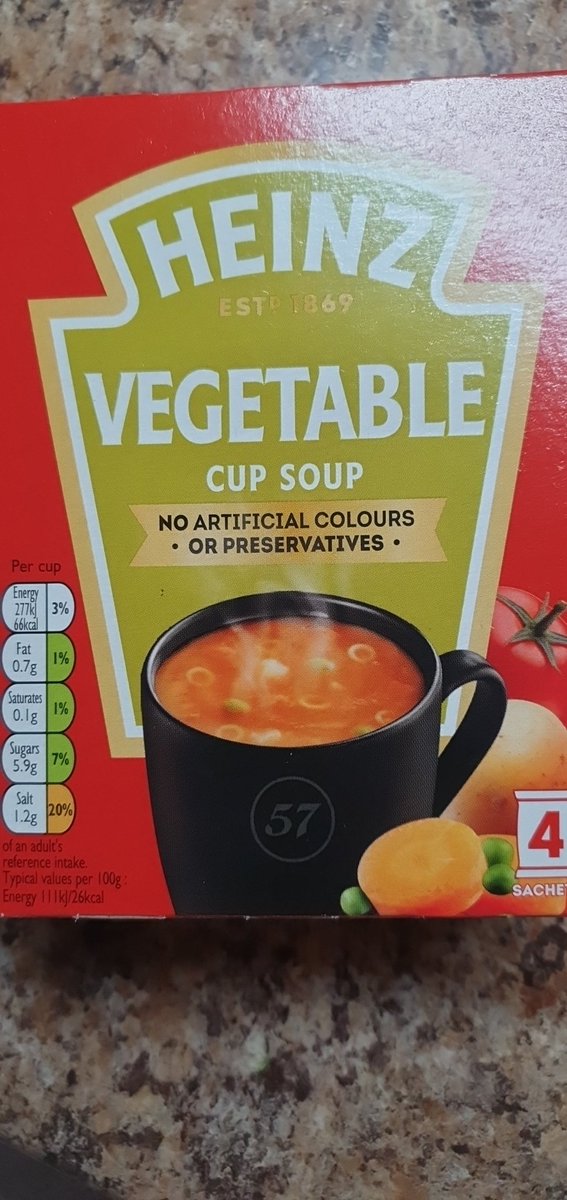 HEINZ
ESTD 1869
VEGETABLE
CUP SOUP
NO ARTIFICIAL COLOURS
• OR PRESERVATIVES •
Per cup
Energy
277kJ
66kcal
3%
Fat
0.7g
1%
Saturates
0.1g
1%
Sugars
5.9g
7%
Salt
1.2g
20%
of an adult's
reference intake.
Typical values per 100g :
Energy 111kJ/26kcal
57
4
SACHET